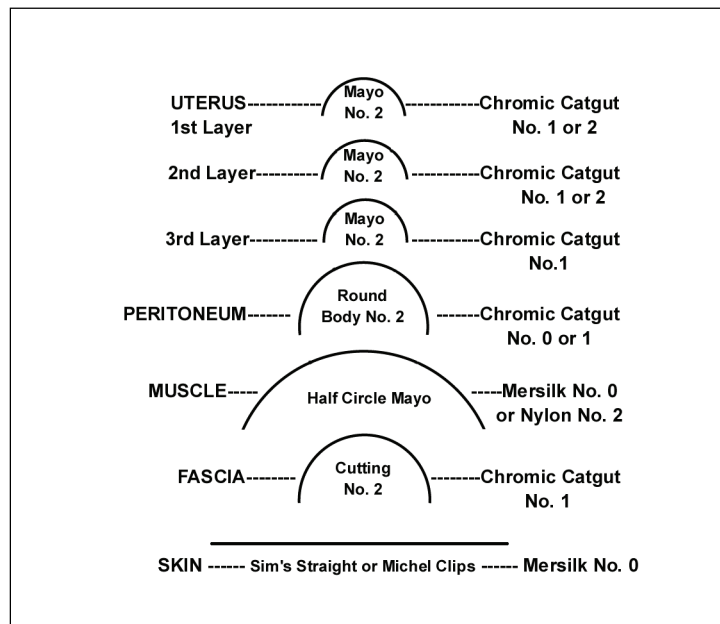 UTERUS ------------ Mayo No. 2 ------------ Chromic Catgut
1st Layer No. 1 or 2
2nd Layer ---------- Mayo No. 2 ---------- Chromic Catgut
No. 1 or 2
3rd Layer ----------- Mayo No. 2 ----------- Chromic Catgut
No.1
PERITONEUM ------- Round Body No. 2 ------- Chromic Catgut
No. 0 or 1
MUSCLE ----- Half Circle Mayo ----- Mersilk No. 0
or Nylon No. 2
FASCIA -------- Cutting No. 2 -------- Chromic Catgut
No. 1
SKIN ------ Sim's Straight or Michel Clips ------ Mersilk No. 0